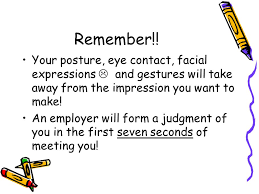 Remember!!
• Your posture, eye contact, facial
expressions ☹ and gestures will take
away from the impression you want to
make!
• An employer will form a judgment of
you in the first seven seconds of
meeting you!